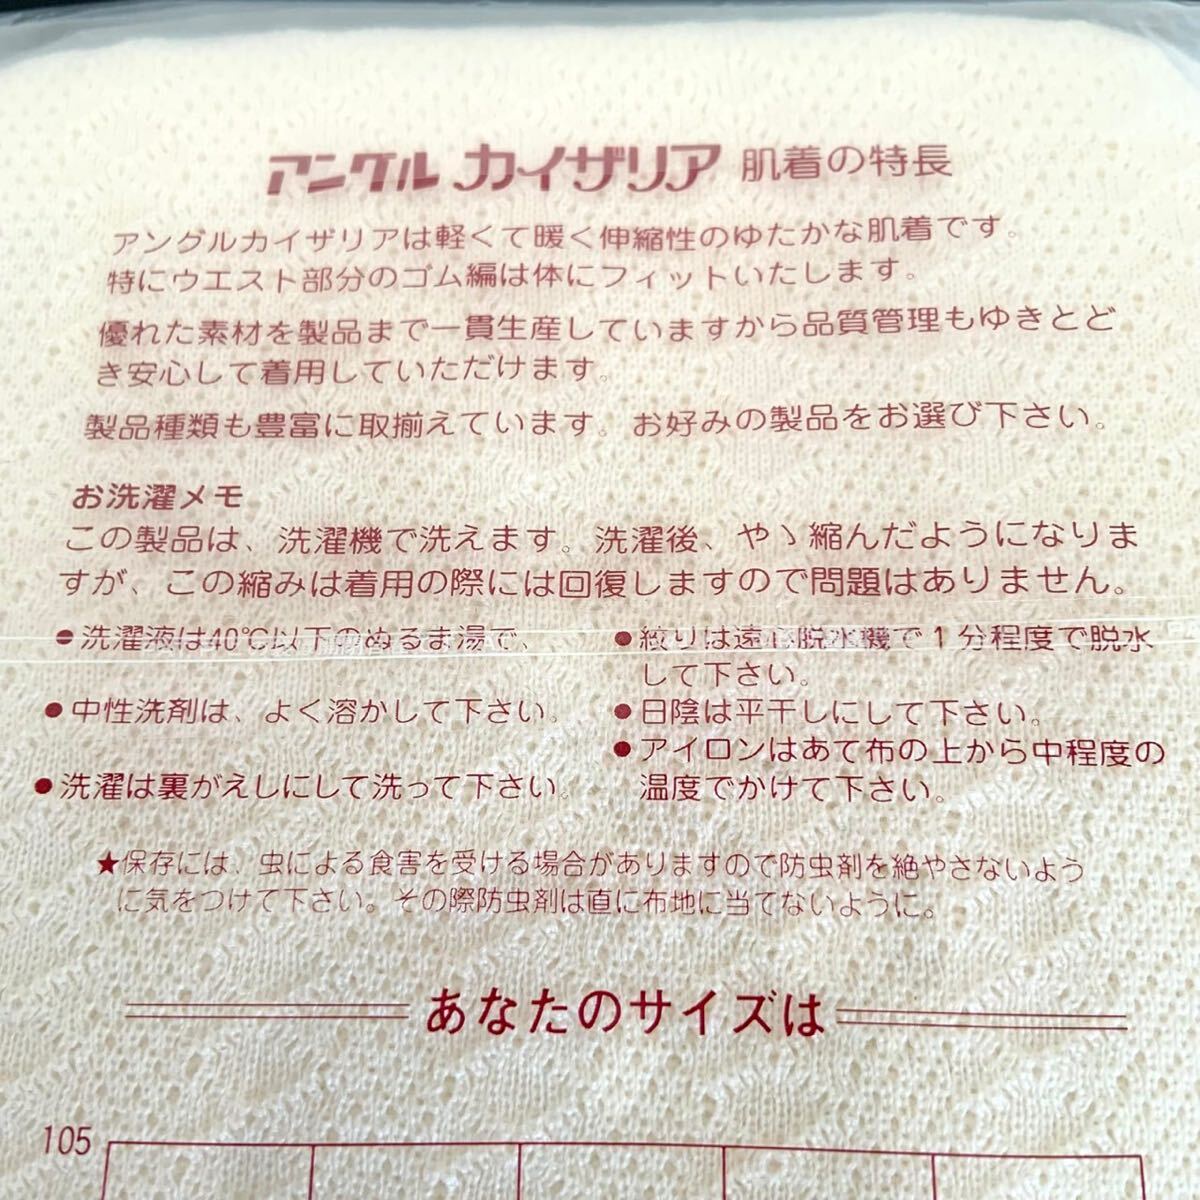 アングル カイザリア 肌着の特長
アングルカイザリアは軽くて暖く伸縮性のゆたかな肌着です。
特にウエスト部分のゴム編は体にフィットいたします。
優れた素材を製品まで一貫生産していますから品質管理もゆきとど
き安心して着用していただけます。
製品種類も豊富に取揃えています。お好みの製品をお選び下さい。
お洗濯メモ
この製品は、洗濯機で洗えます。洗濯後、やゝ縮んだようになりま
すが、この縮みは着用の際には回復しますので問題はありません。
●洗濯液は40℃以下のぬるま湯で、
●中性洗剤は、よく溶かして下さい。
●洗濯は裏がえしにして洗って下さい。
●絞りは遠心脱水機で1分程度で脱水
して下さい。
●日陰は平干しにして下さい。
●アイロンはあて布の上から中程度の
温度でかけて下さい。
★保存には、虫による食害を受ける場合がありますので防虫剤を絶やさないよう
に気をつけて下さい。その際防虫剤は直に布地に当てないように。
あなたのサイズは
105